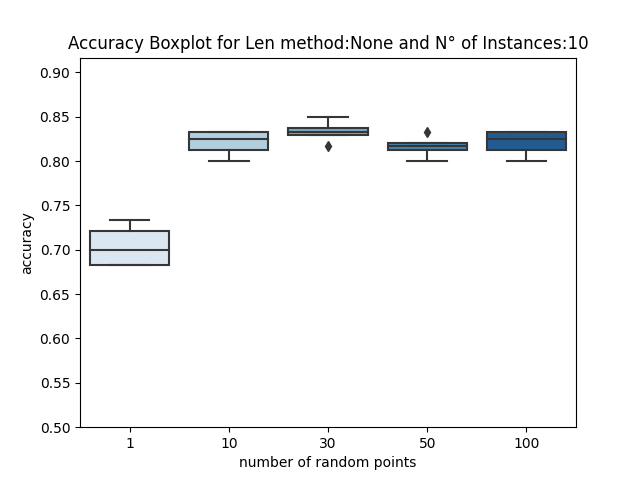 Accuracy Boxplot for Len method:None and N° of Instances:10
0.90
0.85
0.80
0.75
0.70
0.65
0.60
0.55
0.50
accuracy
1 10 30 50 100
number of random points